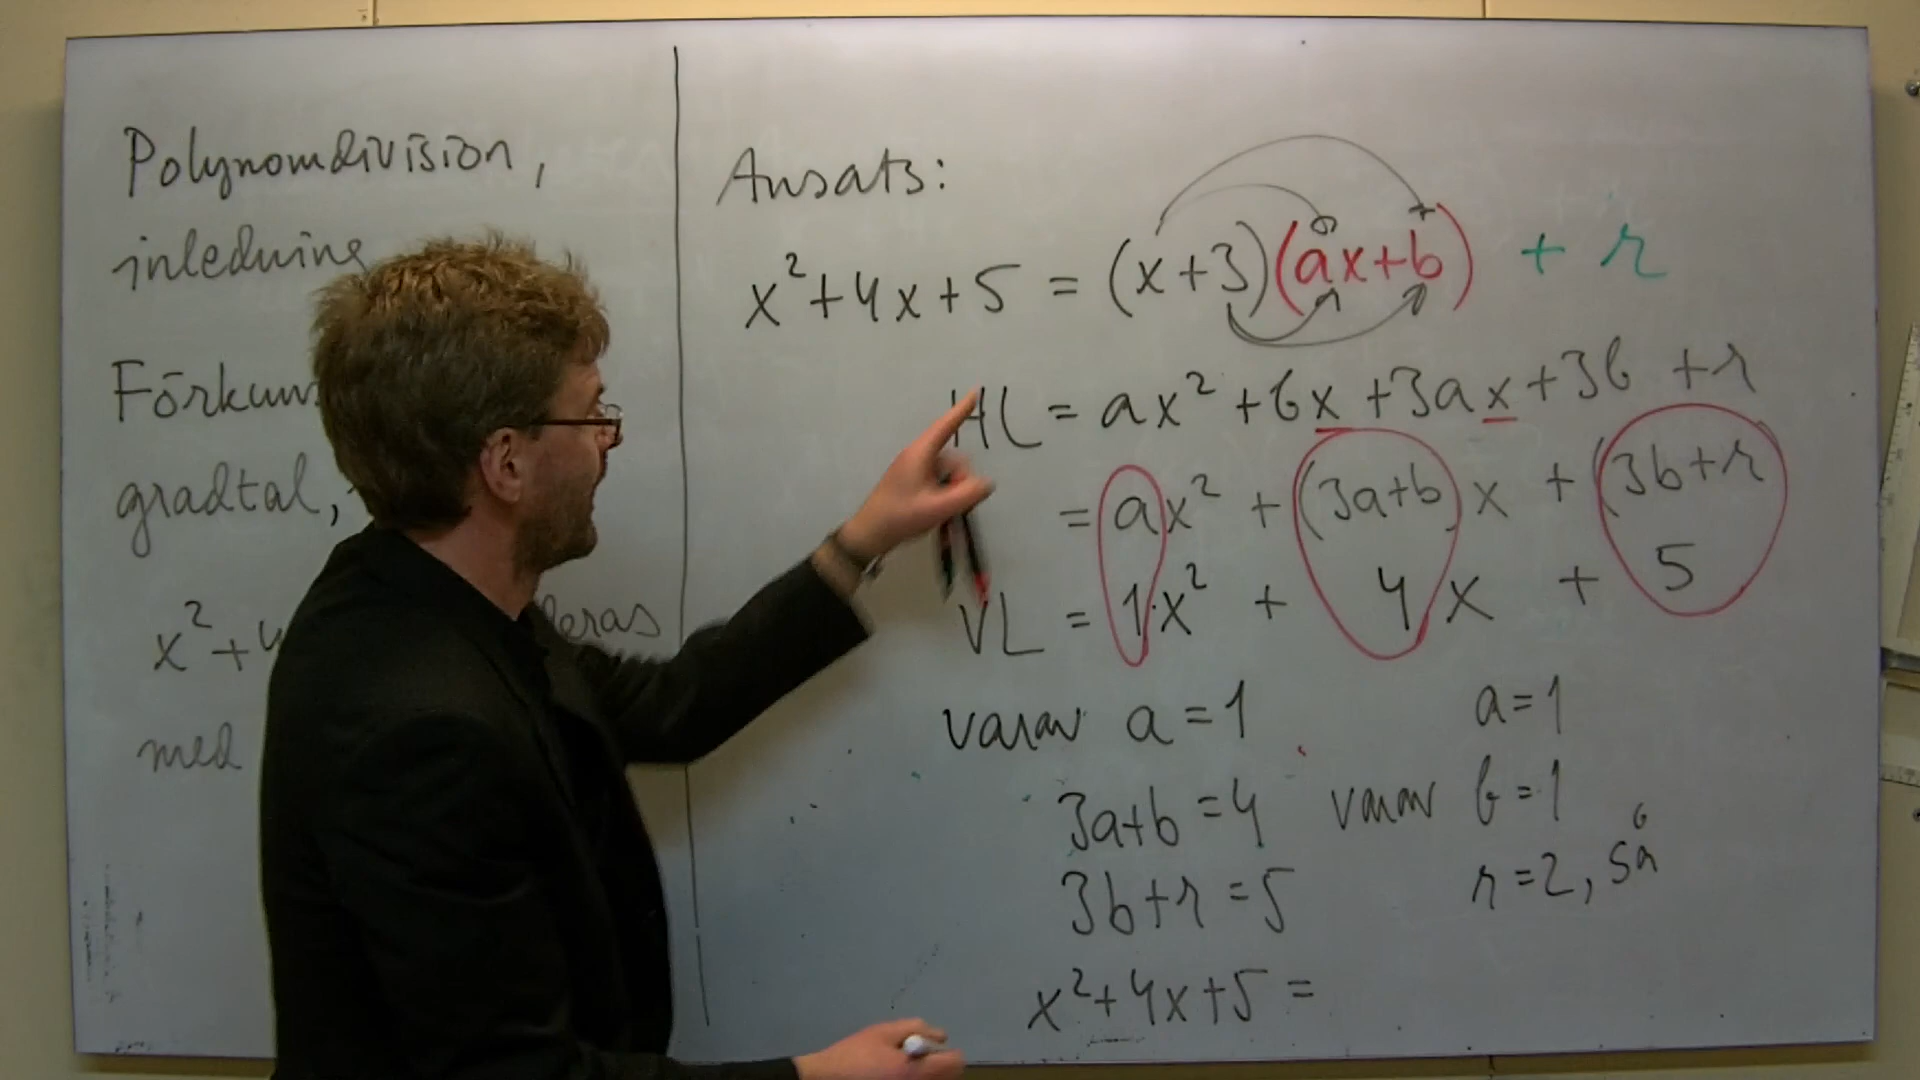 Polynomdivision,
inledning
Förkun
gradtal,
x²+4
deras
med
Ansats:
x²+4x+5 = (x+3)(ax+b) + r
HL = ax²+bx+3ax+3b+r
= ax² + (3a+b)x + (3b+r
VL = 1·x² + 4x + 5
varav a=1
a=1
3a+b=4 varav b=1
3b+r=5
r=2, så
x²+4x+5=